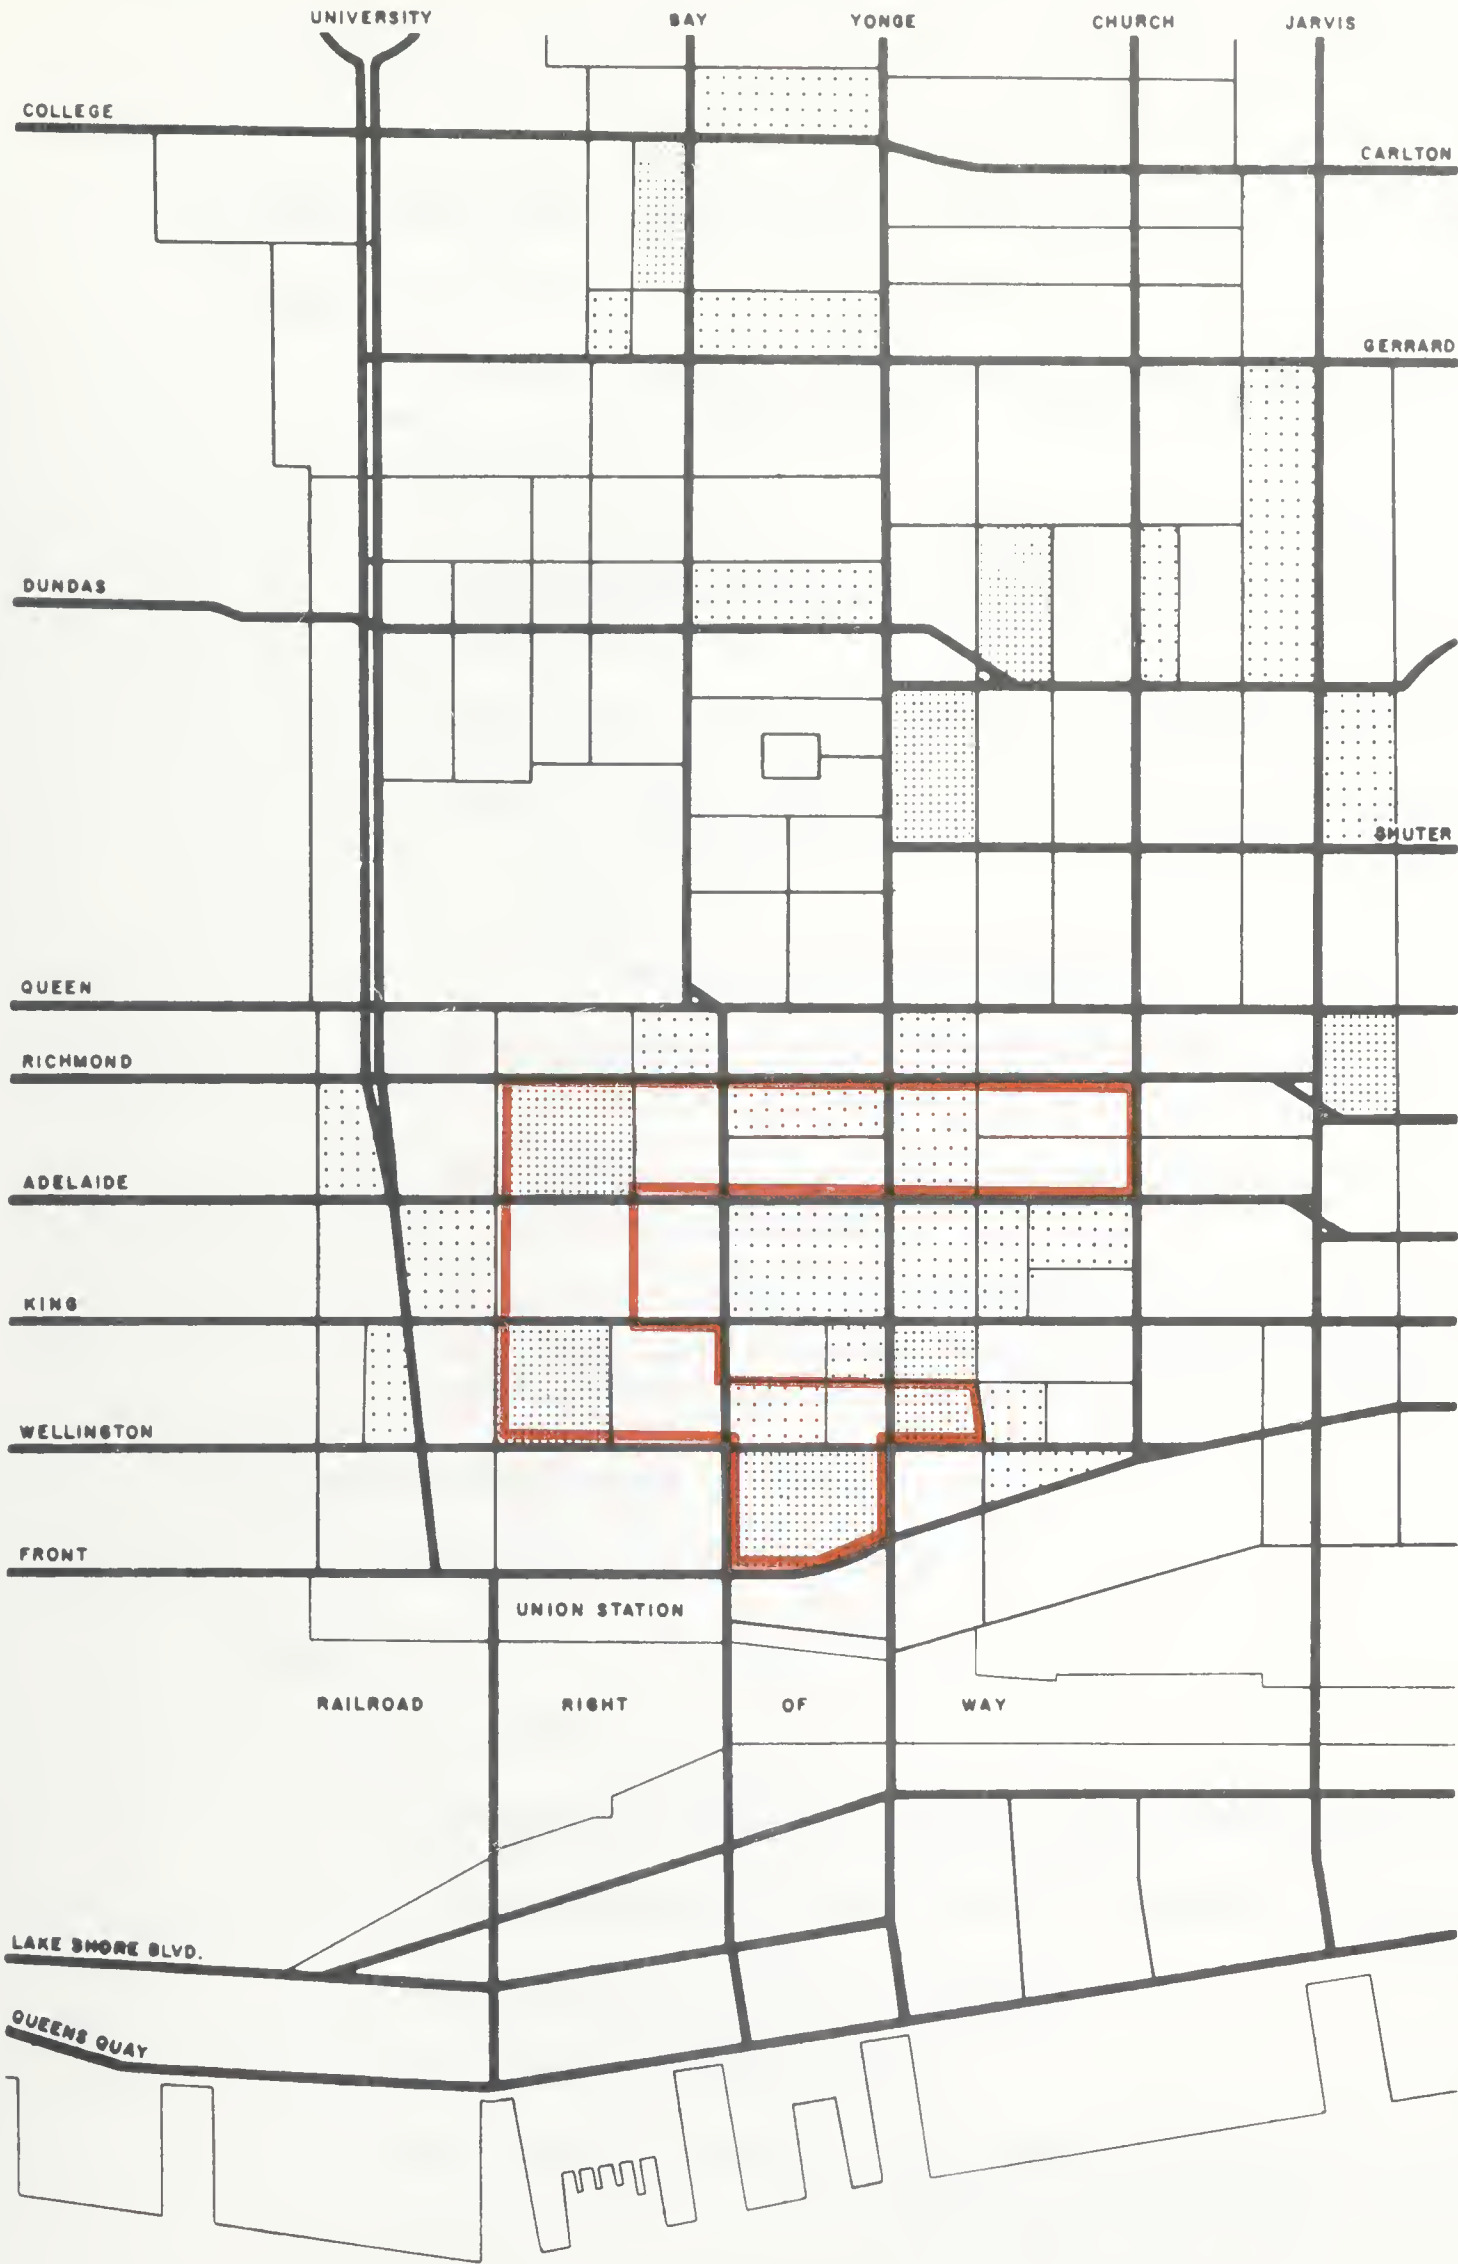 UNIVERSITY
BAY
YONGE
CHURCH
JARVIS
COLLEGE
CARLTON
GERRARD
DUNDAS
SHUTER
QUEEN
RICHMOND
ADELAIDE
KING
WELLINGTON
FRONT
UNION STATION
RAILROAD RIGHT OF WAY
LAKE SHORE BLVD.
QUEENS QUAY